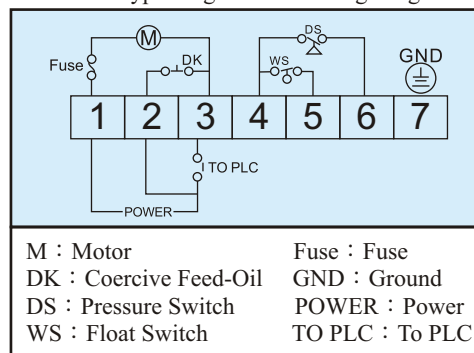 M
DS
Fuse
DK
WS
GND
1 2 3 4 5 6 7
TO PLC
POWER
M：Motor Fuse：Fuse
DK：Coercive Feed-Oil GND：Ground
DS：Pressure Switch POWER：Power
WS：Float Switch TO PLC：To PLC